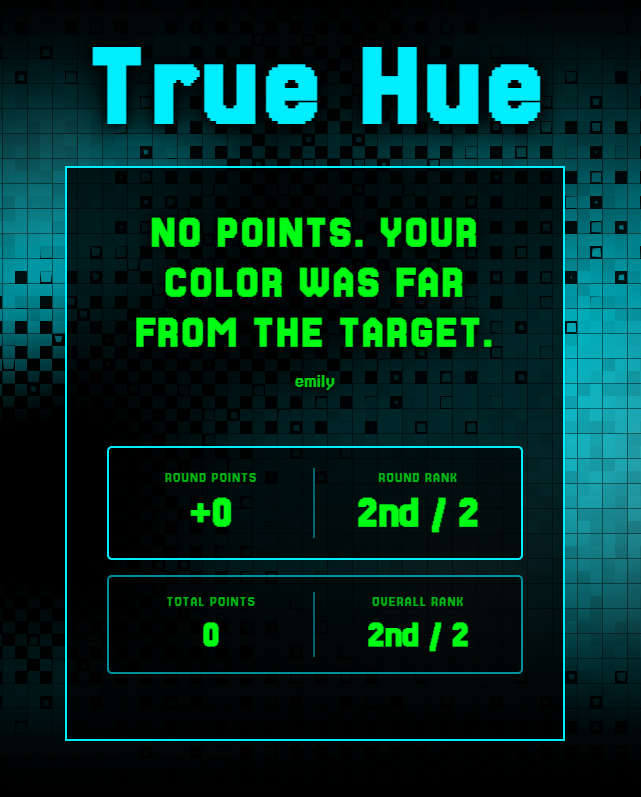 True Hue
NO POINTS. YOUR
COLOR WAS FAR
FROM THE TARGET.
emily
ROUND POINTS
+0
ROUND RANK
2nd / 2
TOTAL POINTS
0
OVERALL RANK
2nd / 2